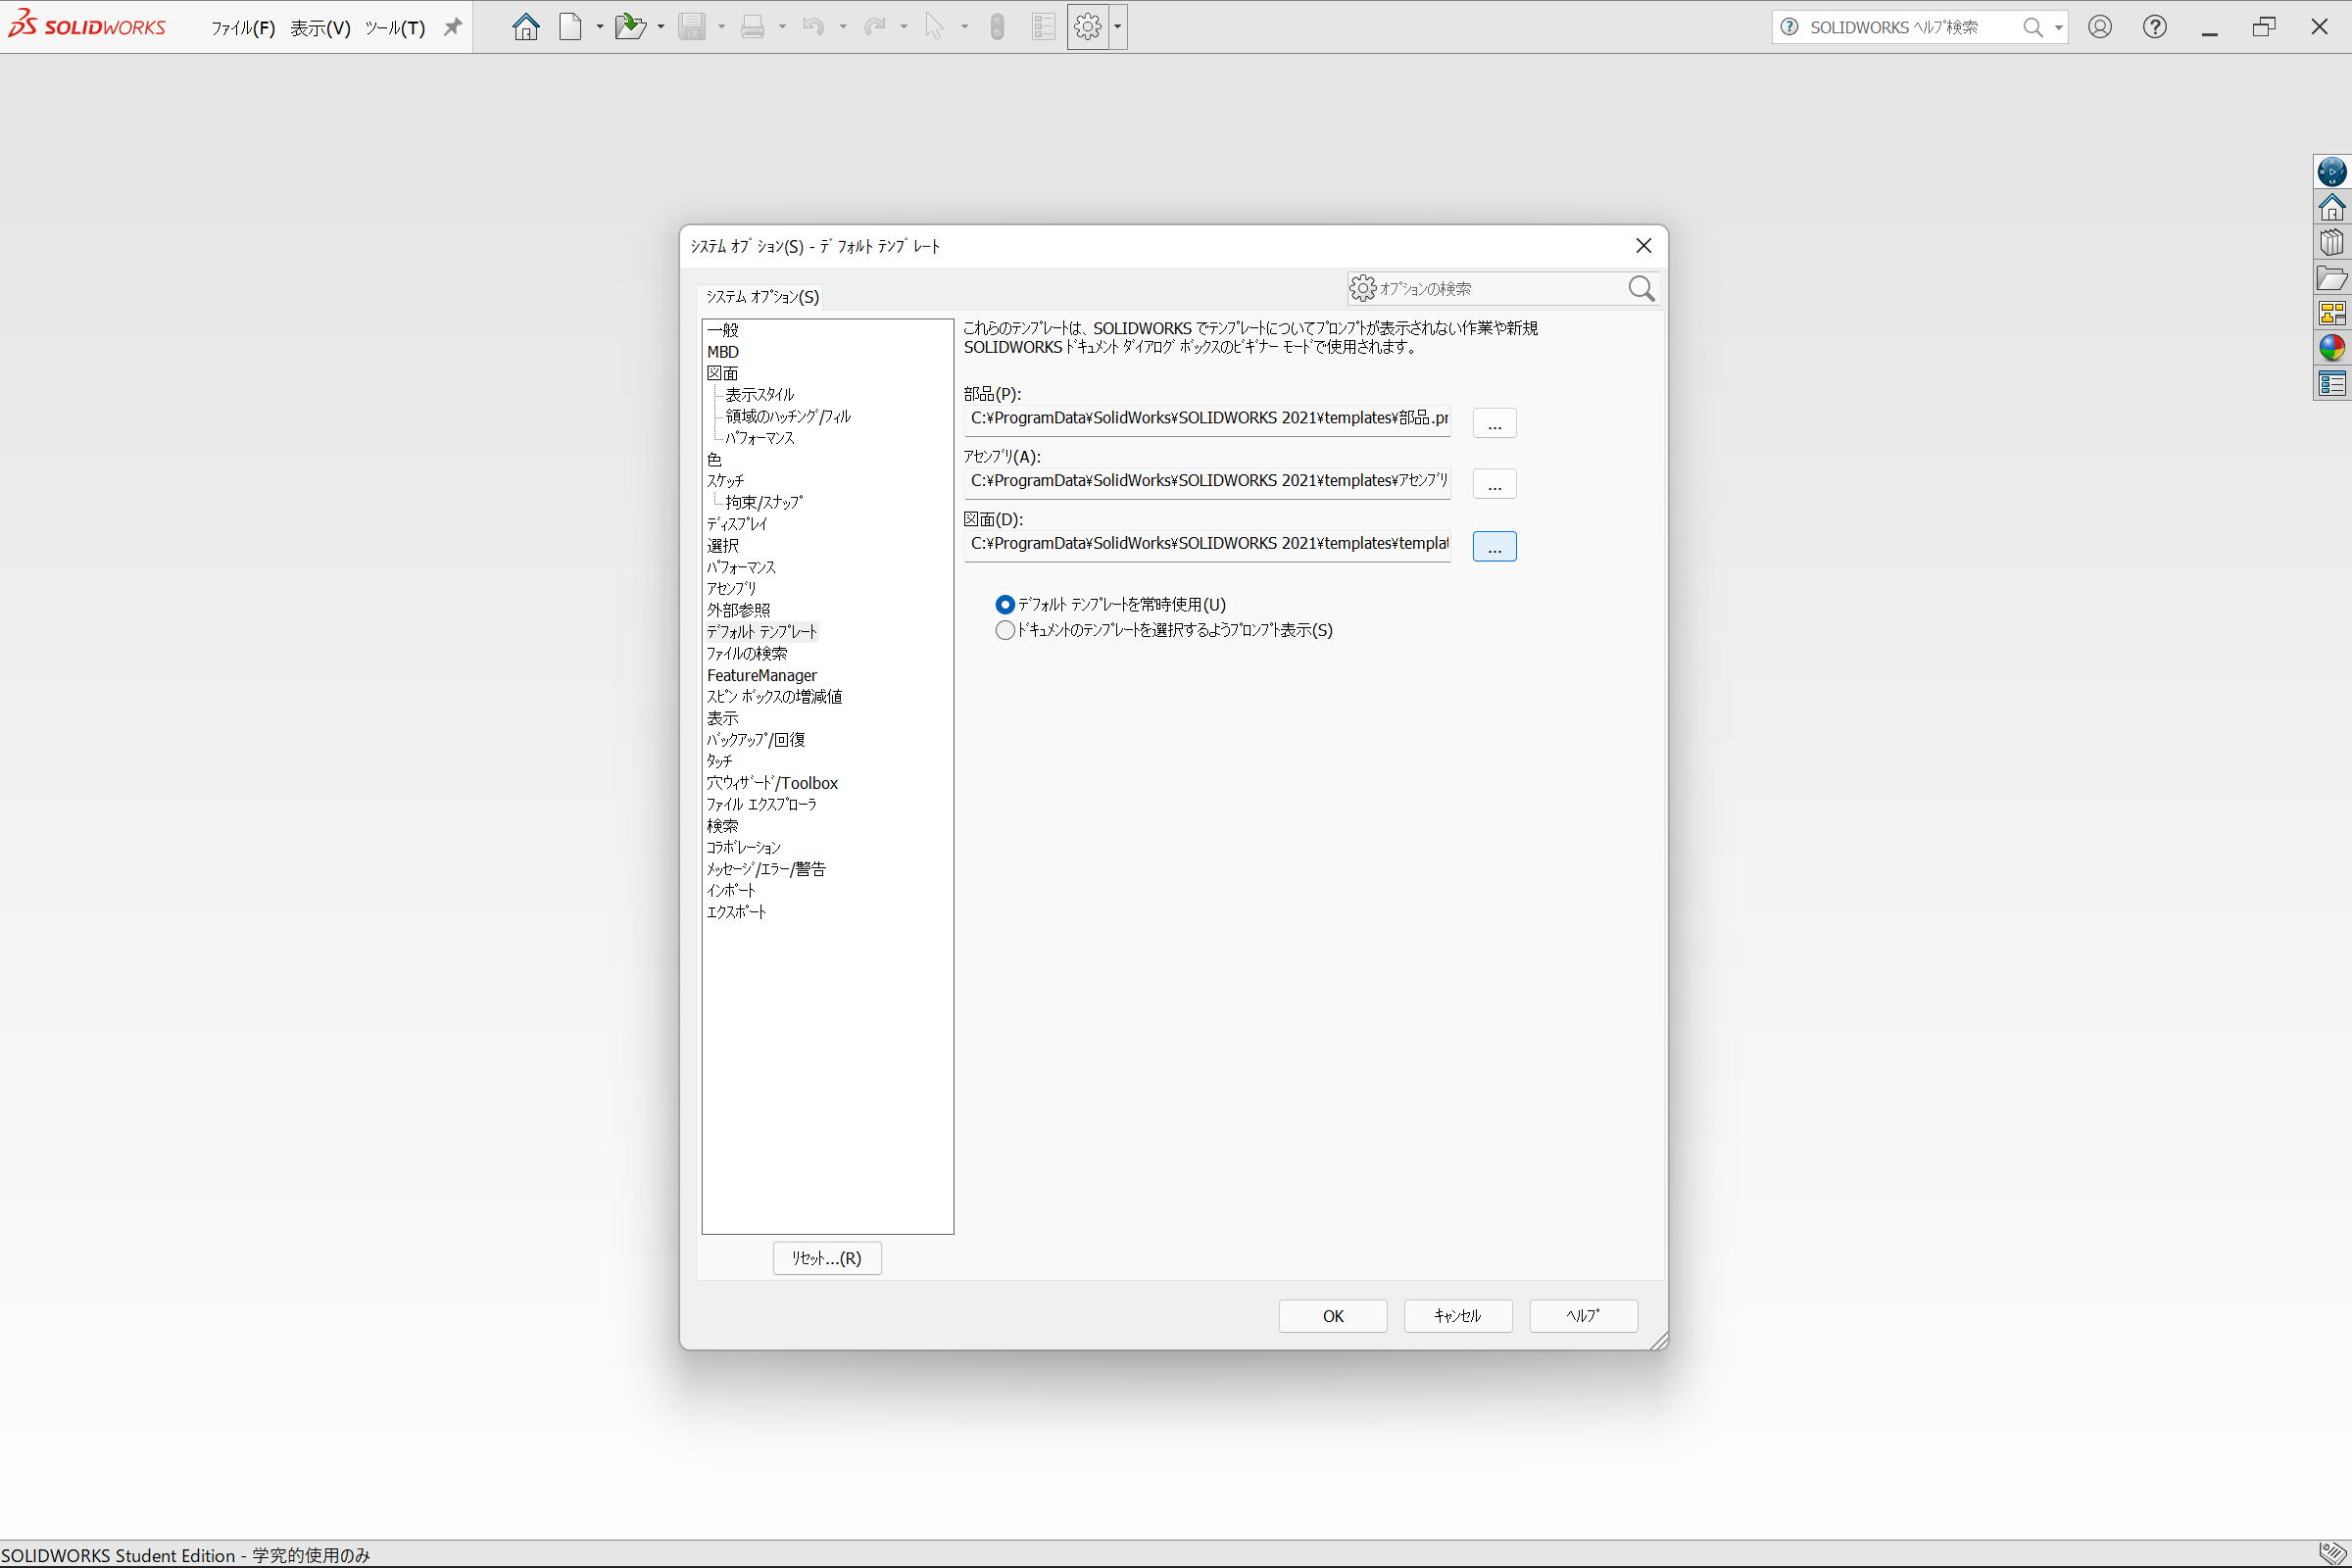 SOLIDWORKS ﾌｧｲﾙ(F) 表示(V) ﾂｰﾙ(T) SOLIDWORKS ﾍﾙﾌﾟ検索
ｼｽﾃﾑ ｵﾌﾟｼｮﾝ(S) - ﾃﾞﾌｫﾙﾄ ﾃﾝﾌﾟﾚｰﾄ
ｼｽﾃﾑ ｵﾌﾟｼｮﾝ(S)
ｵﾌﾟｼｮﾝの検索
一般
MBD
図面
表示ｽﾀｲﾙ
領域のﾊｯﾁﾝｸﾞ/ﾌｨﾙ
ﾊﾟﾌｫｰﾏﾝｽ
色
ｽｹｯﾁ
拘束/ｽﾅｯﾌﾟ
ﾃﾞｨｽﾌﾟﾚｲ
選択
ﾊﾟﾌｫｰﾏﾝｽ
ｱｾﾝﾌﾞﾘ
外部参照
ﾃﾞﾌｫﾙﾄ ﾃﾝﾌﾟﾚｰﾄ
ﾌｧｲﾙの検索
FeatureManager
ｽﾋﾟﾝ ﾎﾞｯｸｽの増減値
表示
ﾊﾞｯｸｱｯﾌﾟ/回復
ﾀｯﾁ
穴ｳｨｻﾞｰﾄﾞ/Toolbox
ﾌｧｲﾙ ｴｸｽﾌﾟﾛｰﾗ
検索
ｺﾗﾎﾞﾚｰｼｮﾝ
ﾒｯｾｰｼﾞ/ｴﾗｰ/警告
ｲﾝﾎﾟｰﾄ
ｴｸｽﾎﾟｰﾄ
ﾘｾｯﾄ...(R)
これらのﾃﾝﾌﾟﾚｰﾄは、SOLIDWORKS でﾃﾝﾌﾟﾚｰﾄについてﾌﾟﾛﾝﾌﾟﾄが表示されない作業や新規
SOLIDWORKS ﾄﾞｷｭﾒﾝﾄ ﾀﾞｲｱﾛｸﾞ ﾎﾞｯｸｽのﾋﾞｷﾞﾅｰ ﾓｰﾄﾞで使用されます。
部品(P):
C:¥ProgramData¥SolidWorks¥SOLIDWORKS 2021¥templates¥部品.pr ...
ｱｾﾝﾌﾞﾘ(A):
C:¥ProgramData¥SolidWorks¥SOLIDWORKS 2021¥templates¥ｱｾﾝﾌﾞﾘ ...
図面(D):
C:¥ProgramData¥SolidWorks¥SOLIDWORKS 2021¥templates¥templat ...
ﾃﾞﾌｫﾙﾄ ﾃﾝﾌﾟﾚｰﾄを常時使用(U)
ﾄﾞｷｭﾒﾝﾄのﾃﾝﾌﾟﾚｰﾄを選択するようﾌﾟﾛﾝﾌﾟﾄ表示(S)
OK ｷｬﾝｾﾙ ﾍﾙﾌﾟ
SOLIDWORKS Student Edition - 学究的使用のみ